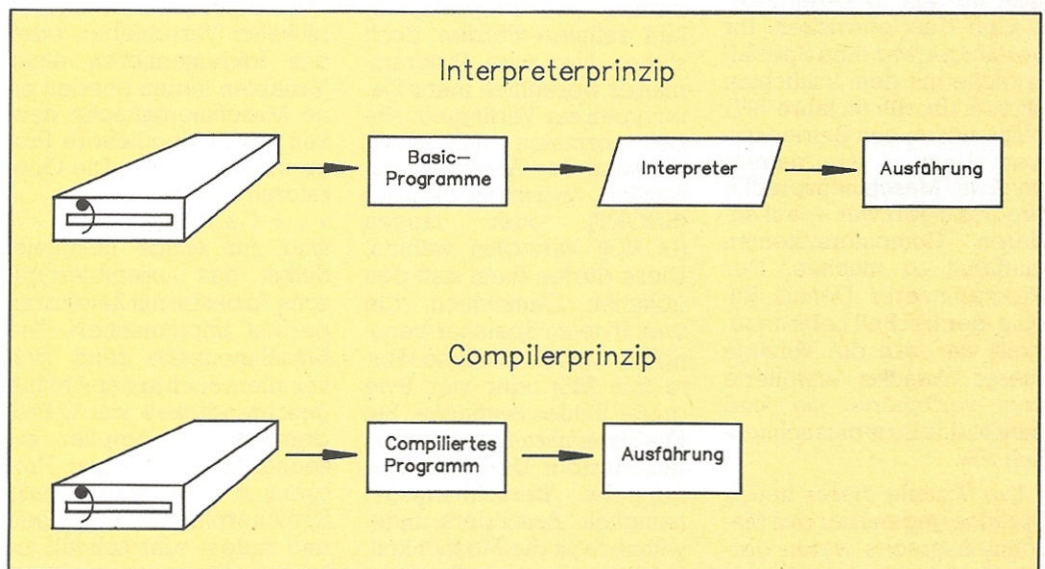 Interpreterprinzip
Basic–
Programme
Interpreter
Ausführung
Compilerprinzip
Compiliertes
Programm
Ausführung